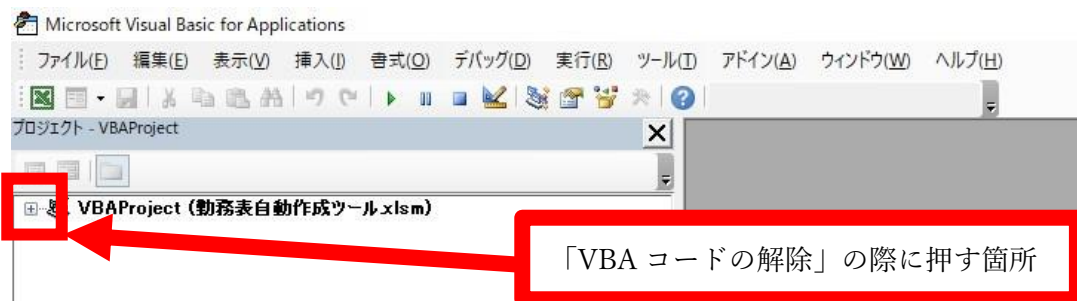 Microsoft Visual Basic for Applications
ファイル(F) 編集(E) 表示(V) 挿入(I) 書式(O) デバッグ(D) 実行(R) ツール(T) アドイン(A) ウィンドウ(W) ヘルプ(H)
プロジェクト - VBAProject
VBAProject (勤務表自動作成ツール.xlsm)
「VBA コードの解除」の際に押す箇所